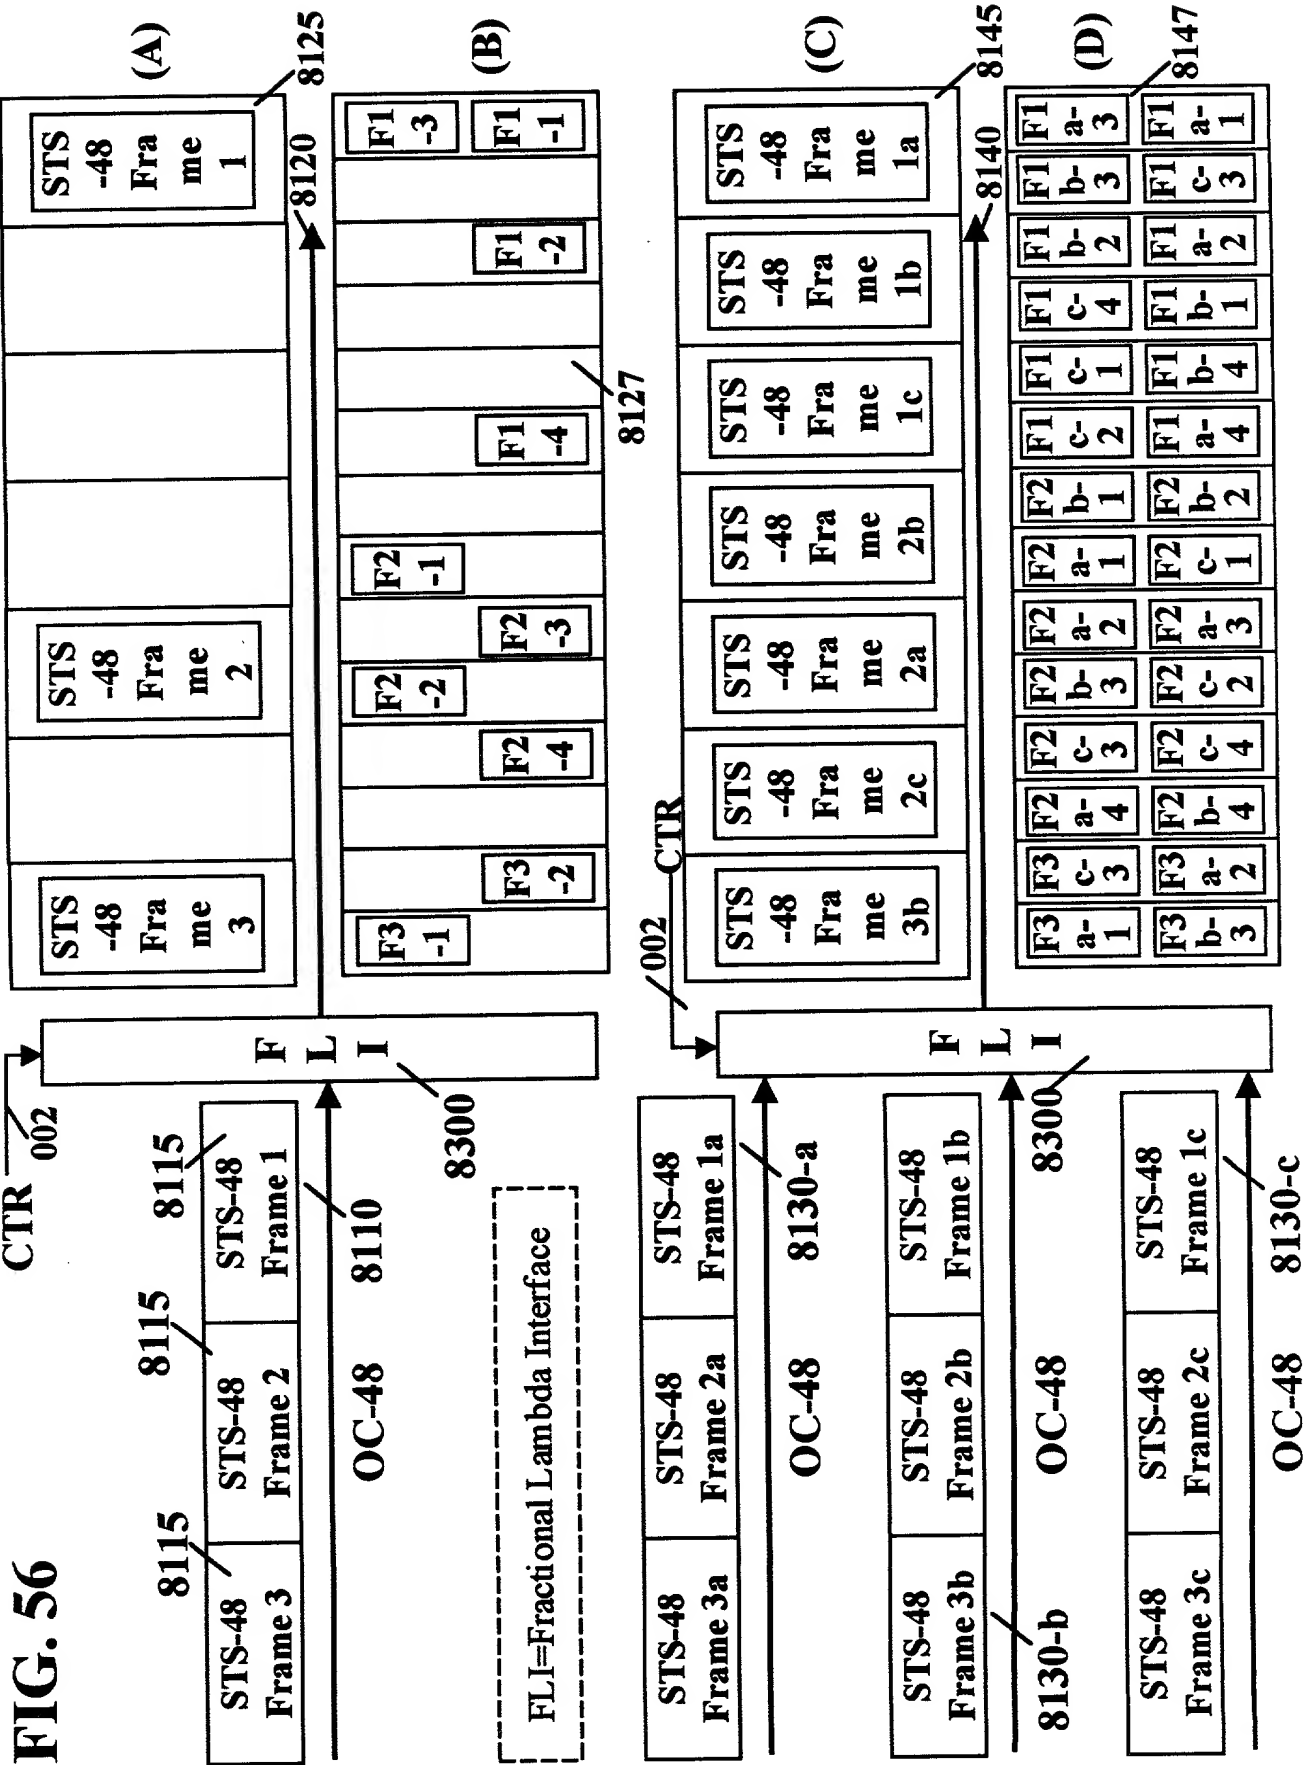 FIG. 56
CTR
002
8115
8115
8115
STS-48
Frame 3
STS-48
Frame 2
STS-48
Frame 1
8110
OC-48
F
L
I
8300
FLI=Fractional Lambda Interface
STS
-48
Fra
me
3
STS
-48
Fra
me
2
STS
-48
Fra
me
1
(A)
8125
8120
F3
-1
F3
-2
F2
-4
F2
-2
F2
-3
F2
-1
F1
-4
F1
-2
F1
-3
F1
-1
(B)
8127
002
CTR
STS-48
Frame 3a
STS-48
Frame 2a
STS-48
Frame 1a
8130-a
OC-48
STS-48
Frame 3b
STS-48
Frame 2b
STS-48
Frame 1b
8130-b
OC-48
8300
STS-48
Frame 3c
STS-48
Frame 2c
STS-48
Frame 1c
8130-c
OC-48
F
L
I
STS
-48
Fra
me
3b
STS
-48
Fra
me
2c
STS
-48
Fra
me
2a
STS
-48
Fra
me
2b
STS
-48
Fra
me
1c
STS
-48
Fra
me
1b
STS
-48
Fra
me
1a
(C)
8145
8140
F3
a-
1
F3
c-
3
F2
a-
4
F2
c-
3
F2
b-
3
F2
a-
2
F2
a-
1
F2
b-
1
F1
c-
2
F1
c-
1
F1
c-
4
F1
b-
2
F1
b-
3
F1
a-
3
F3
b-
3
F3
a-
2
F2
b-
4
F2
c-
4
F2
c-
2
F2
a-
3
F2
c-
1
F2
b-
2
F1
a-
4
F1
b-
4
F1
b-
1
F1
a-
2
F1
c-
3
F1
a-
1
(D)
8147